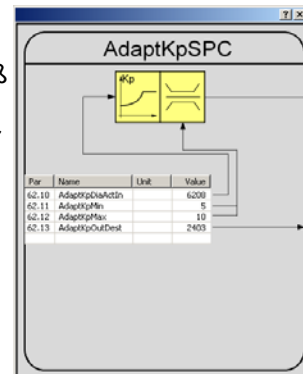 AdaptKpSPC
Kp
Par Name Unit Value
62.10 AdaptKpDiaActIn 6208
62.11 AdaptKpMin 5
62.12 AdaptKpMax 10
62.13 AdaptKpOutDest 2403
&